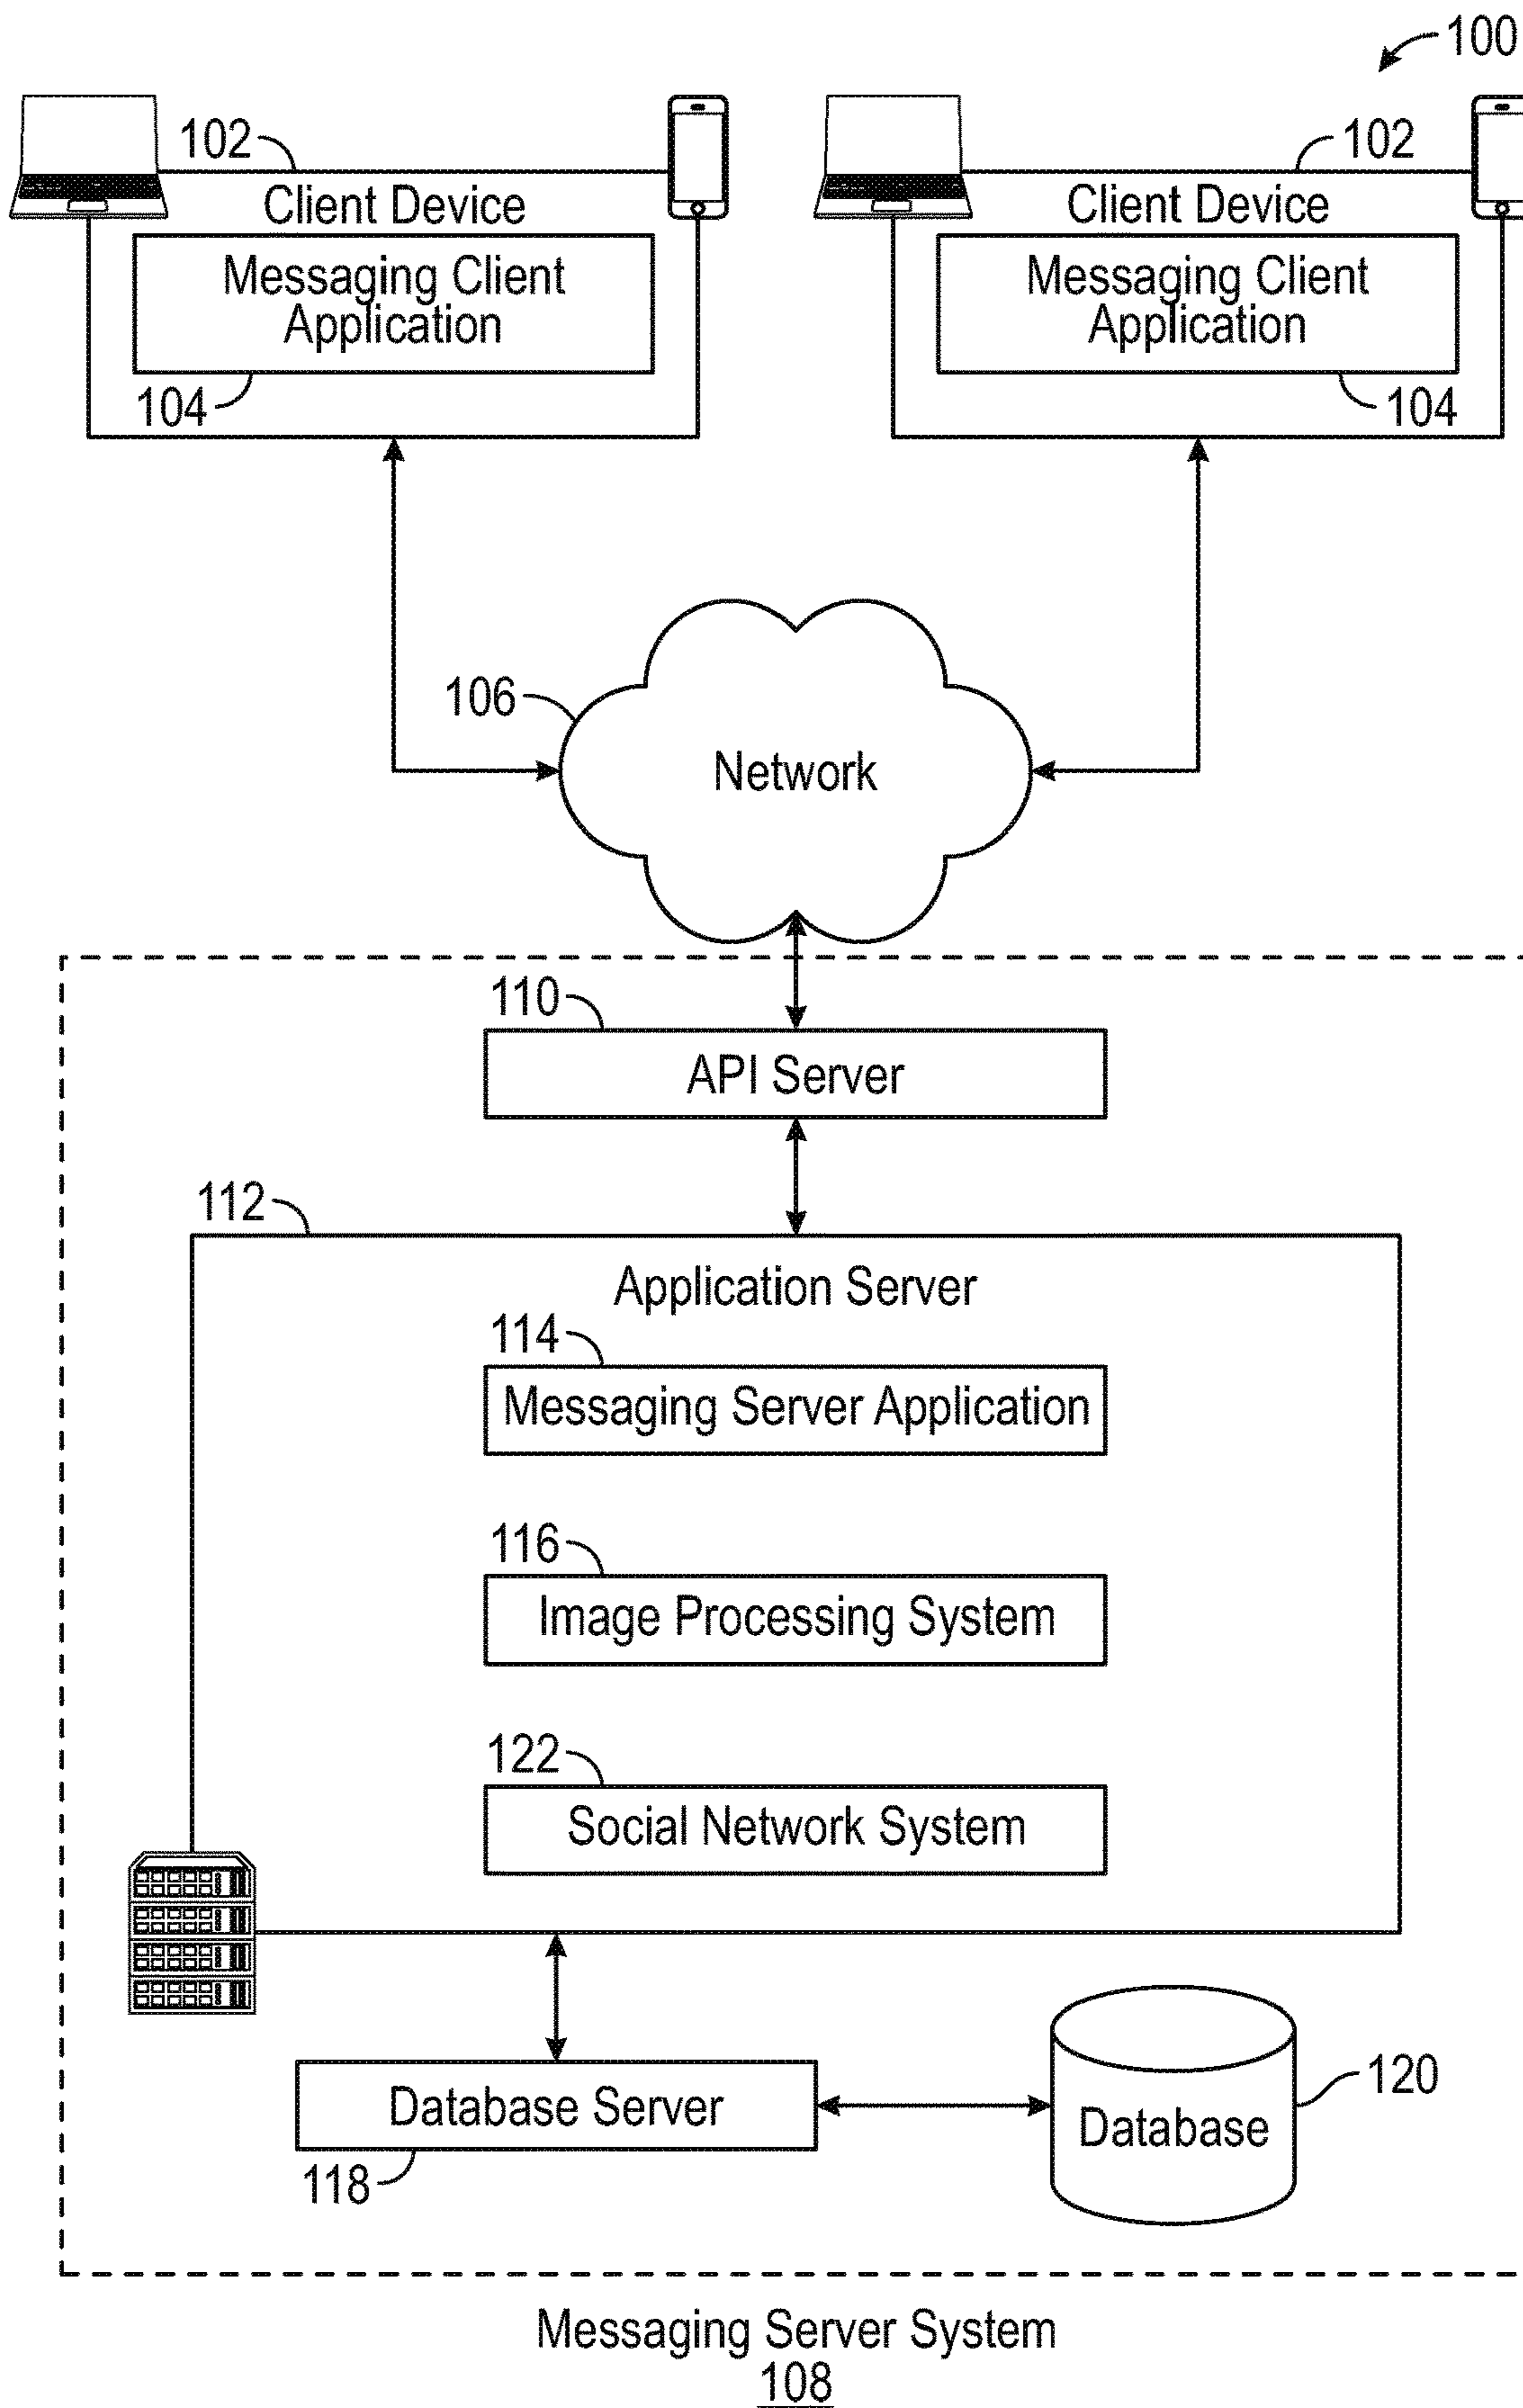 100
102
102
Client Device
Client Device
Messaging Client
Application
Messaging Client
Application
104
104
106
Network
110
API Server
112
Application Server
114
Messaging Server Application
116
Image Processing System
122
Social Network System
Database Server
118
Database
120
Messaging Server System
108